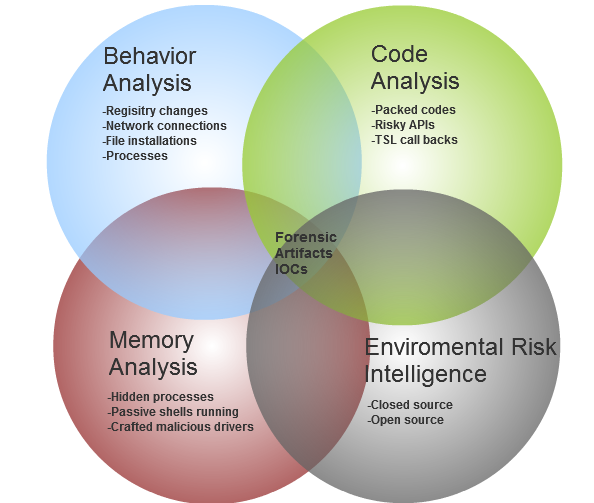 Behavior
Analysis
-Regisitry changes
-Network connections
-File installations
-Processes
Code
Analysis
-Packed codes
-Risky APIs
-TSL call backs
Forensic
Artifacts
IOCs
Memory
Analysis
-Hidden processes
-Passive shells running
-Crafted malicious drivers
Enviromental Risk
Intelligence
-Closed source
-Open source